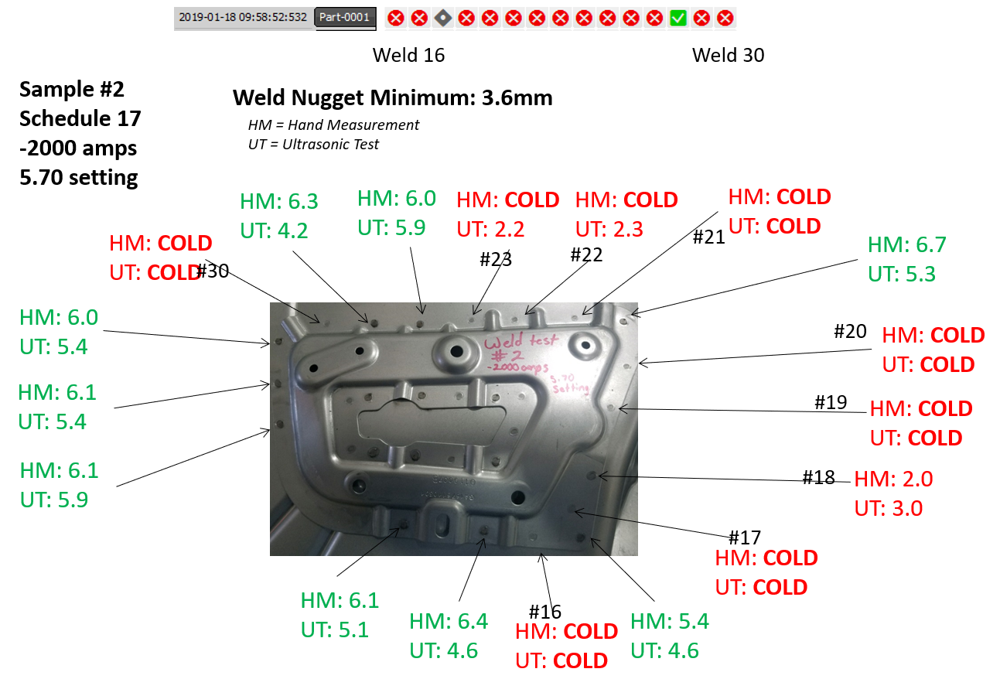 2019-01-18 09:58:52:532 Part-0001
Weld 16 Weld 30
Sample #2
Schedule 17
-2000 amps
5.70 setting
Weld Nugget Minimum: 3.6mm
HM = Hand Measurement
UT = Ultrasonic Test
HM: COLD
UT: COLD
#30
HM: 6.3
UT: 4.2
HM: 6.0
UT: 5.9
HM: COLD
UT: 2.2
#23
HM: COLD
UT: 2.3
#22
HM: COLD
UT: COLD
#21
HM: 6.7
UT: 5.3
HM: 6.0
UT: 5.4
#20
HM: COLD
UT: COLD
HM: 6.1
UT: 5.4
#19
HM: COLD
UT: COLD
HM: 6.1
UT: 5.9
#18
HM: 2.0
UT: 3.0
#17
HM: COLD
UT: COLD
HM: 6.1
UT: 5.1
HM: 6.4
UT: 4.6
#16
HM: COLD
UT: COLD
HM: 5.4
UT: 4.6
Weld test
# 2
-2000 amps
5.70
Setting